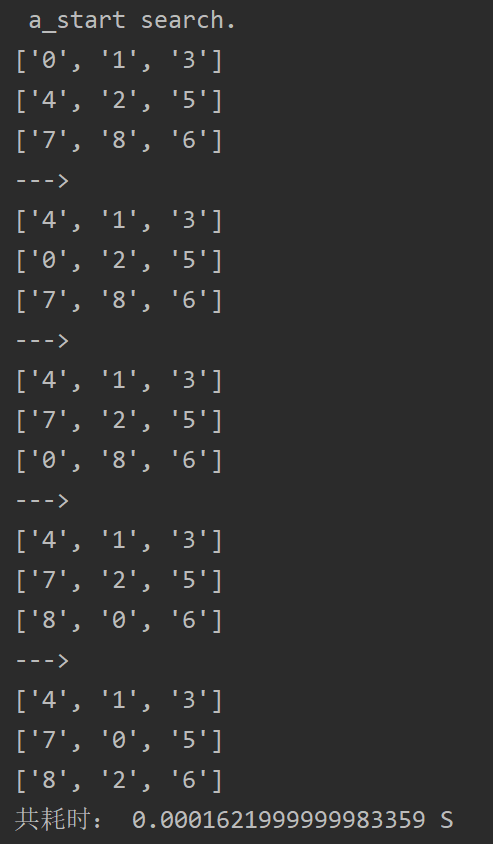 a_start search.
['0', '1', '3']
['4', '2', '5']
['7', '8', '6']
--->
['4', '1', '3']
['0', '2', '5']
['7', '8', '6']
--->
['4', '1', '3']
['7', '2', '5']
['0', '8', '6']
--->
['4', '1', '3']
['7', '2', '5']
['8', '0', '6']
--->
['4', '1', '3']
['7', '0', '5']
['8', '2', '6']
共耗时： 0.0001621999999983359 S